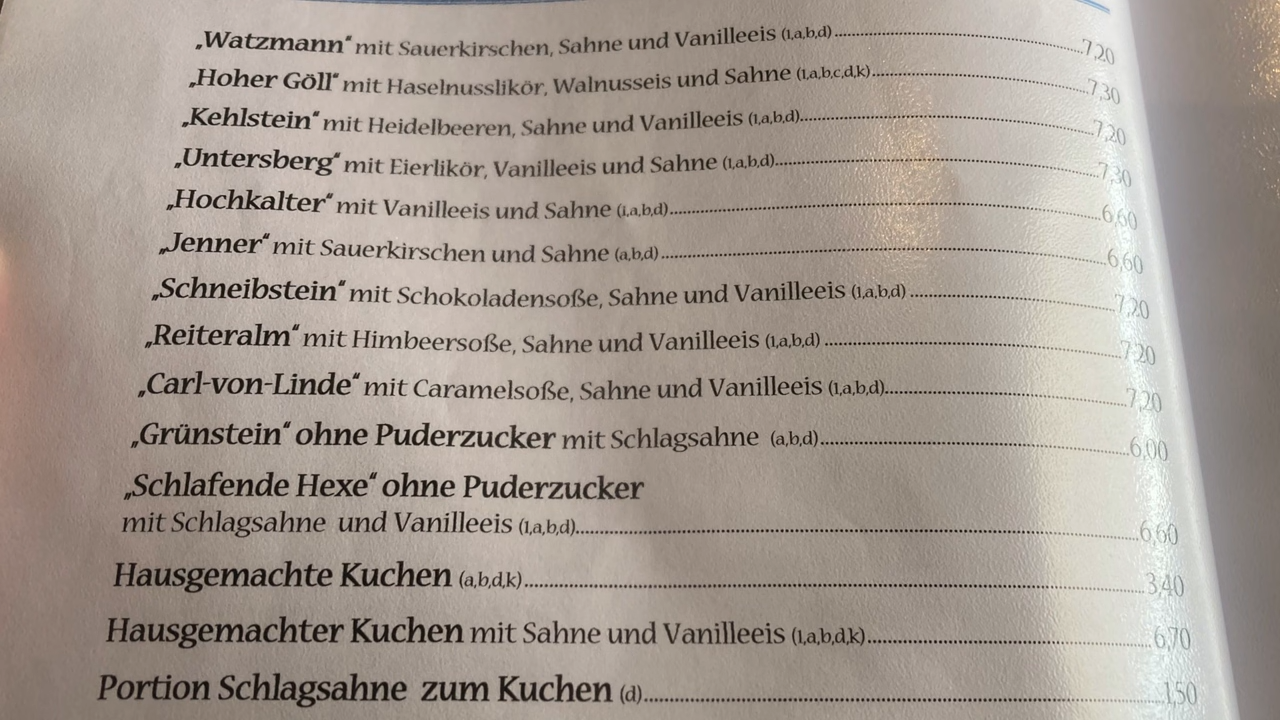 „Watzmann“ mit Sauerkirschen, Sahne und Vanilleeis (1,a,b,d)..........7,20
„Hoher Göll“ mit Haselnusslikör, Walnusseis und Sahne (1,a,b,c,d,k)..........7,30
„Kehlstein“ mit Heidelbeeren, Sahne und Vanilleeis (1,a,b,d)..........7,20
„Untersberg“ mit Eierlikör, Vanilleeis und Sahne (1,a,b,d)..........7,30
„Hochkalter“ mit Vanilleeis und Sahne (1,a,b,d)..........6,60
„Jenner“ mit Sauerkirschen und Sahne (a,b,d)..........6,60
„Schneibstein“ mit Schokoladensoße, Sahne und Vanilleeis (1,a,b,d)..........7,20
„Reiteralm“ mit Himbeersoße, Sahne und Vanilleeis (1,a,b,d)..........7,20
„Carl-von-Linde“ mit Caramelsoße, Sahne und Vanilleeis (1,a,b,d)..........7,20
„Grünstein“ ohne Puderzucker mit Schlagsahne (a,b,d)..........6,00
„Schlafende Hexe“ ohne Puderzucker
mit Schlagsahne und Vanilleeis (1,a,b,d)..........6,60
Hausgemachte Kuchen (a,b,d,k)..........3,40
Hausgemachter Kuchen mit Sahne und Vanilleeis (1,a,b,d,k)..........6,70
Portion Schlagsahne zum Kuchen (d)..........1,50